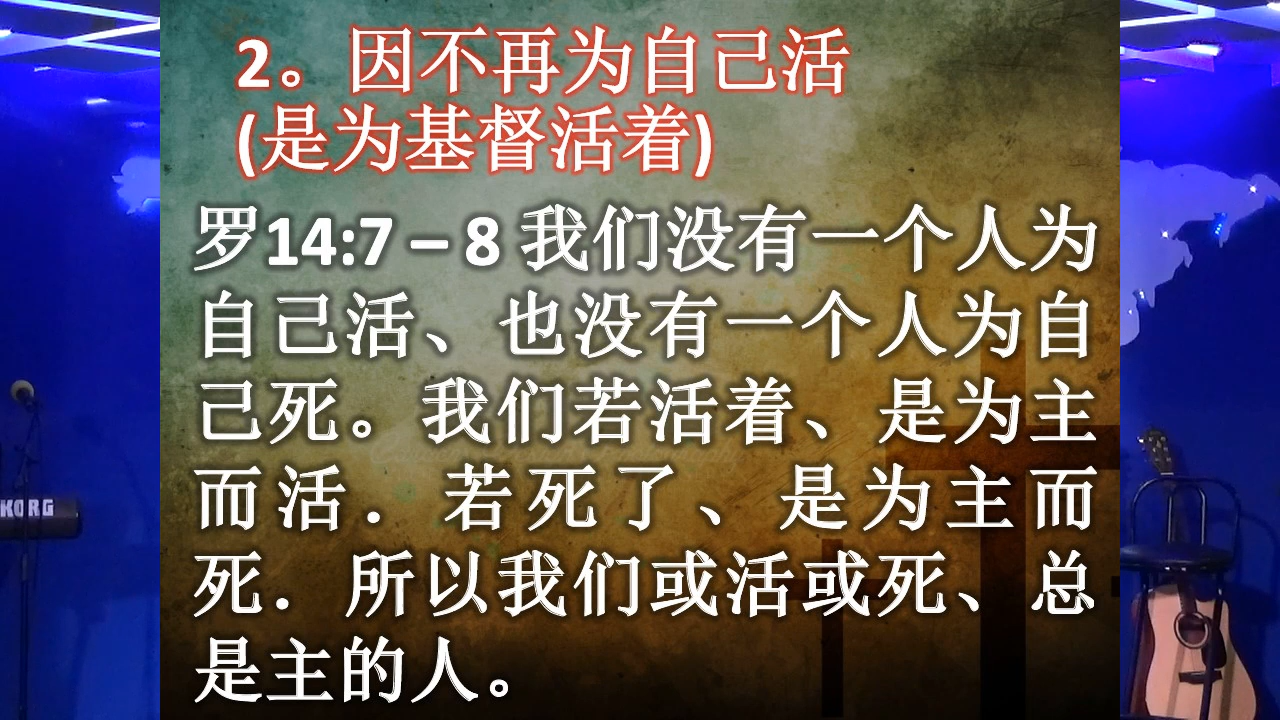 2。因不再为自己活
(是为基督活着)
罗14:7 – 8 我们没有一个人为
自己活、也没有一个人为自
己死。我们若活着、是为主
而活．若死了、是为主而
死．所以我们或活或死、总
是主的人。
KORG